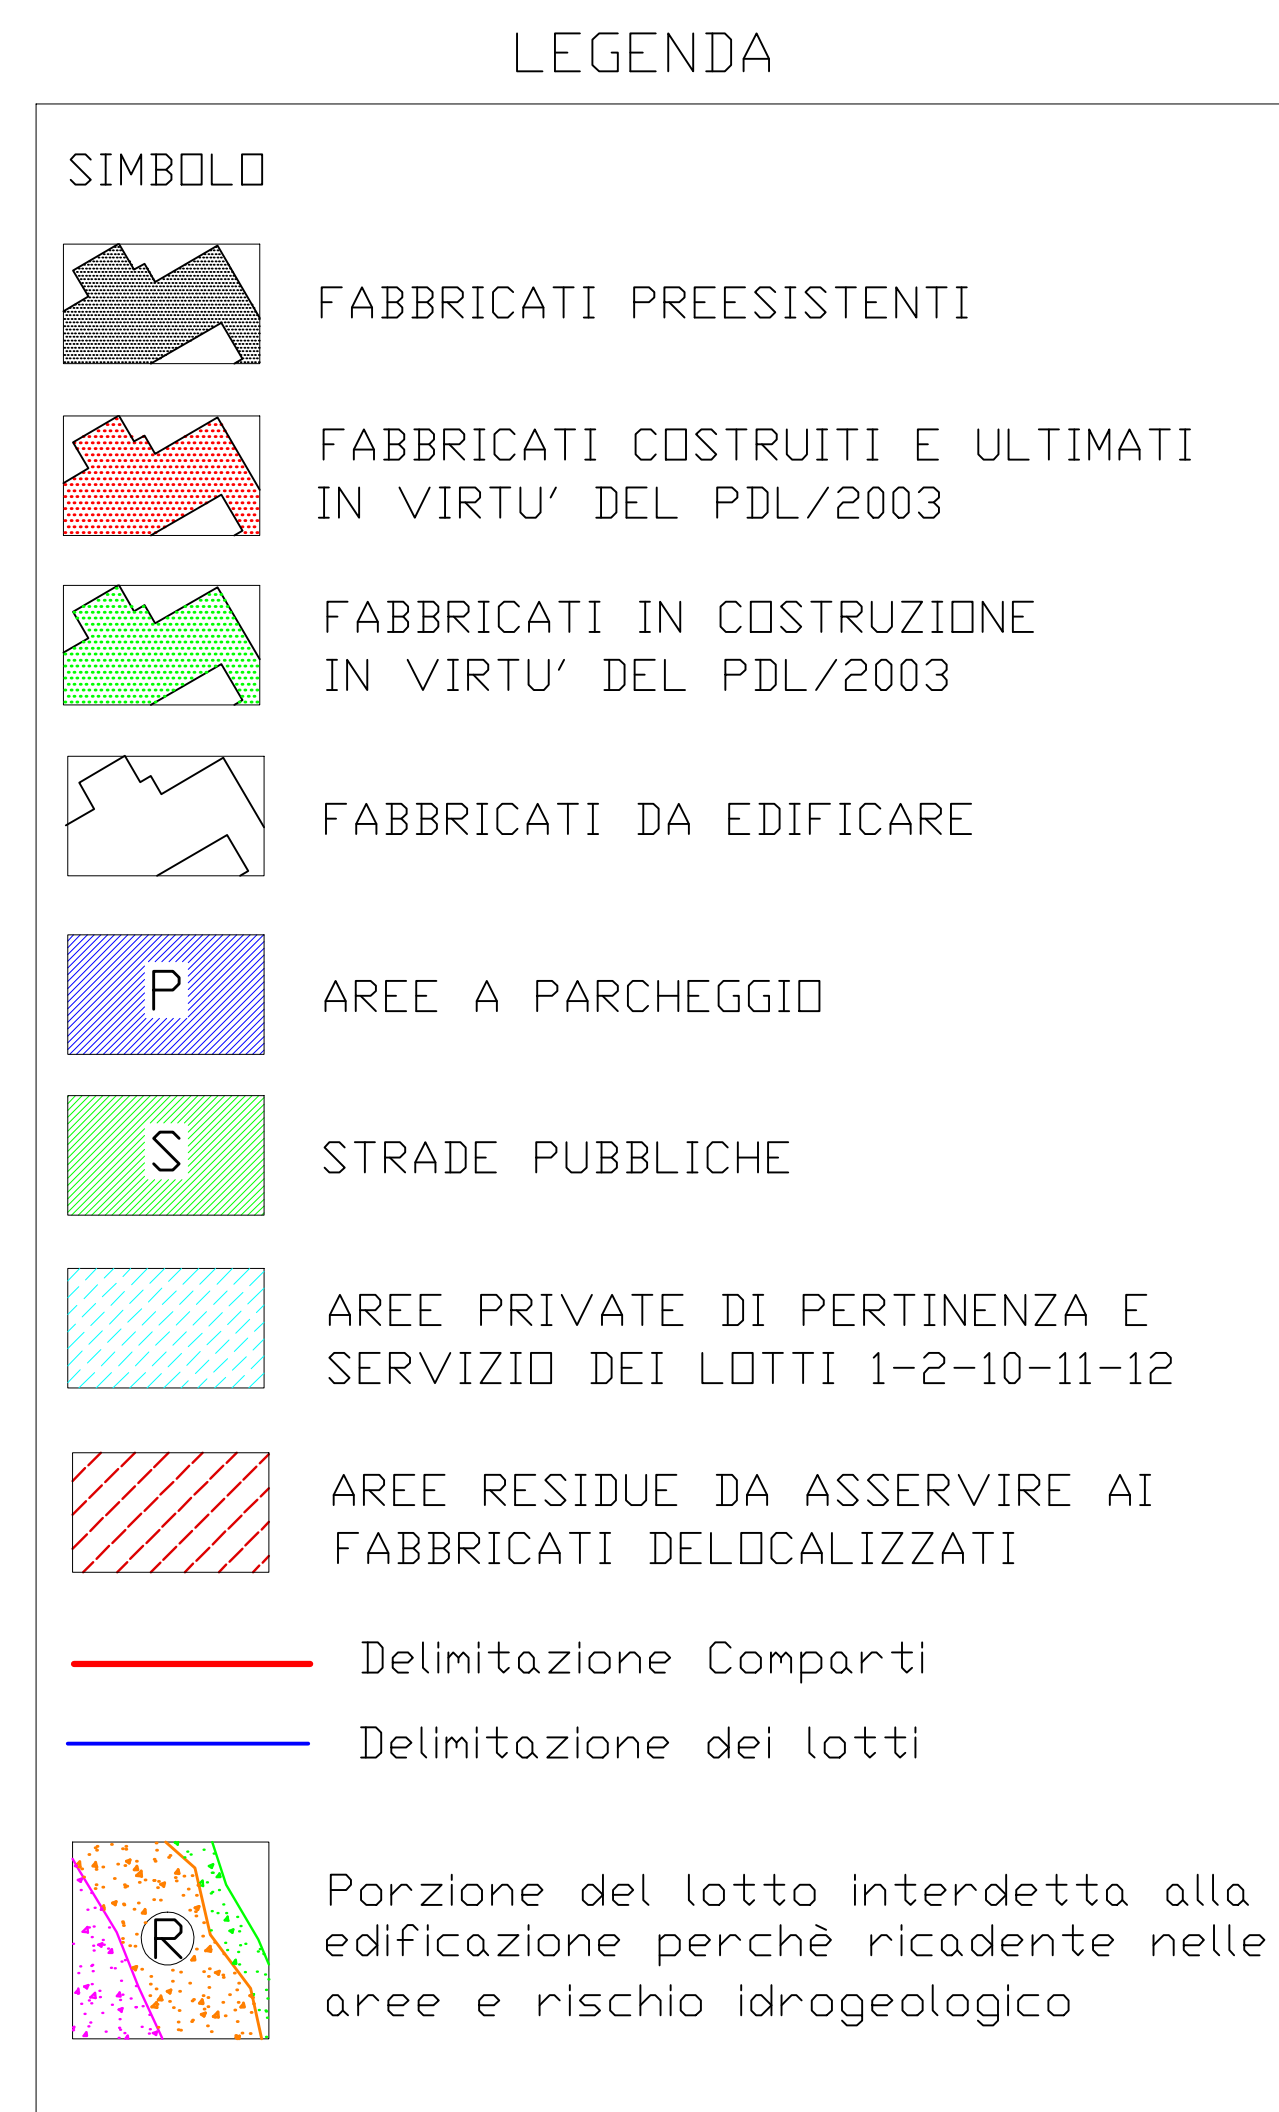 LEGENDA
SIMBOLO
FABBRICATI PREESISTENTI
FABBRICATI COSTRUITI E ULTIMATI
IN VIRTU' DEL PDL/2003
FABBRICATI IN COSTRUZIONE
IN VIRTU' DEL PDL/2003
FABBRICATI DA EDIFICARE
P
AREE A PARCHEGGIO
S
STRADE PUBBLICHE
AREE PRIVATE DI PERTINENZA E
SERVIZIO DEI LOTTI 1-2-10-11-12
AREE RESIDUE DA ASSERVIRE AI
FABBRICATI DELOCALIZZATI
Delimitazione Comparti
Delimitazione dei lotti
R
Porzione del lotto interdetta alla
edificazione perchè ricadente nelle
aree e rischio idrogeologico